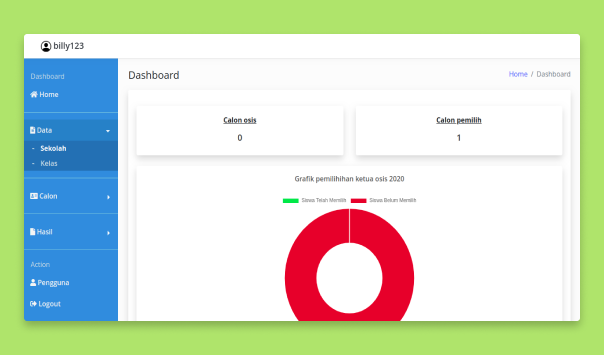 billy123
Dashboard
Home
Data
- Sekolah
- Kelas
Calon
Hasil
Action
Pengguna
Logout
Dashboard
Home / Dashboard
Calon osis
0
Calon pemilih
1
Grafik pemilihihan ketua osis 2020
Siswa Telah Memilih
Siswa Belum Memilih